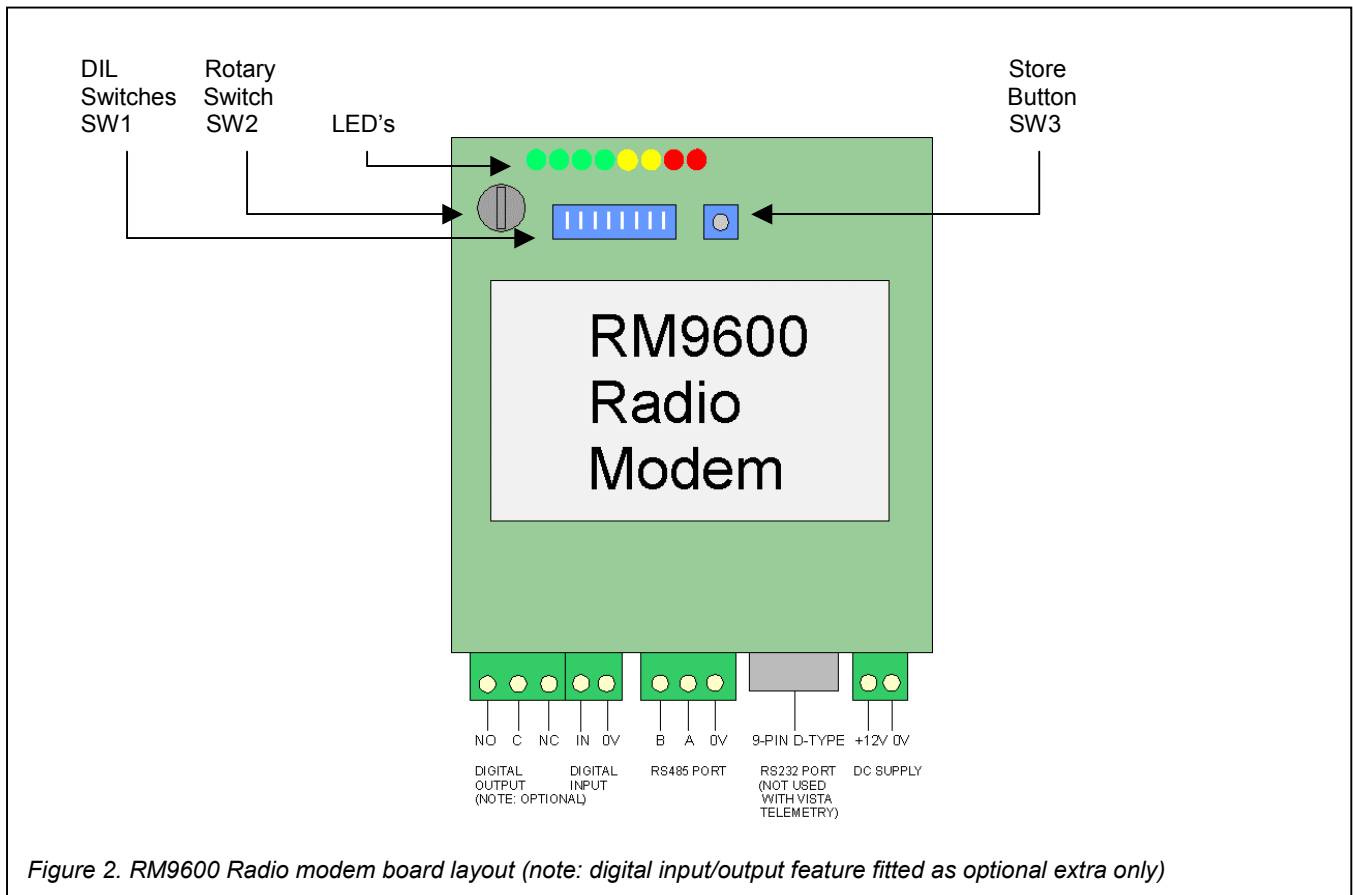 DIL
Switches
SW1
Rotary
Switch
SW2
LED's
Store
Button
SW3
RM9600
Radio
Modem
NO C NC IN 0V B A 0V 9-PIN D-TYPE +12V 0V
DIGITAL
OUTPUT
(NOTE: OPTIONAL)
DIGITAL
INPUT
RS485 PORT
RS232 PORT
(NOT USED
WITH VISTA
TELEMETRY)
DC SUPPLY
Figure 2. RM9600 Radio modem board layout (note: digital input/output feature fitted as optional extra only)